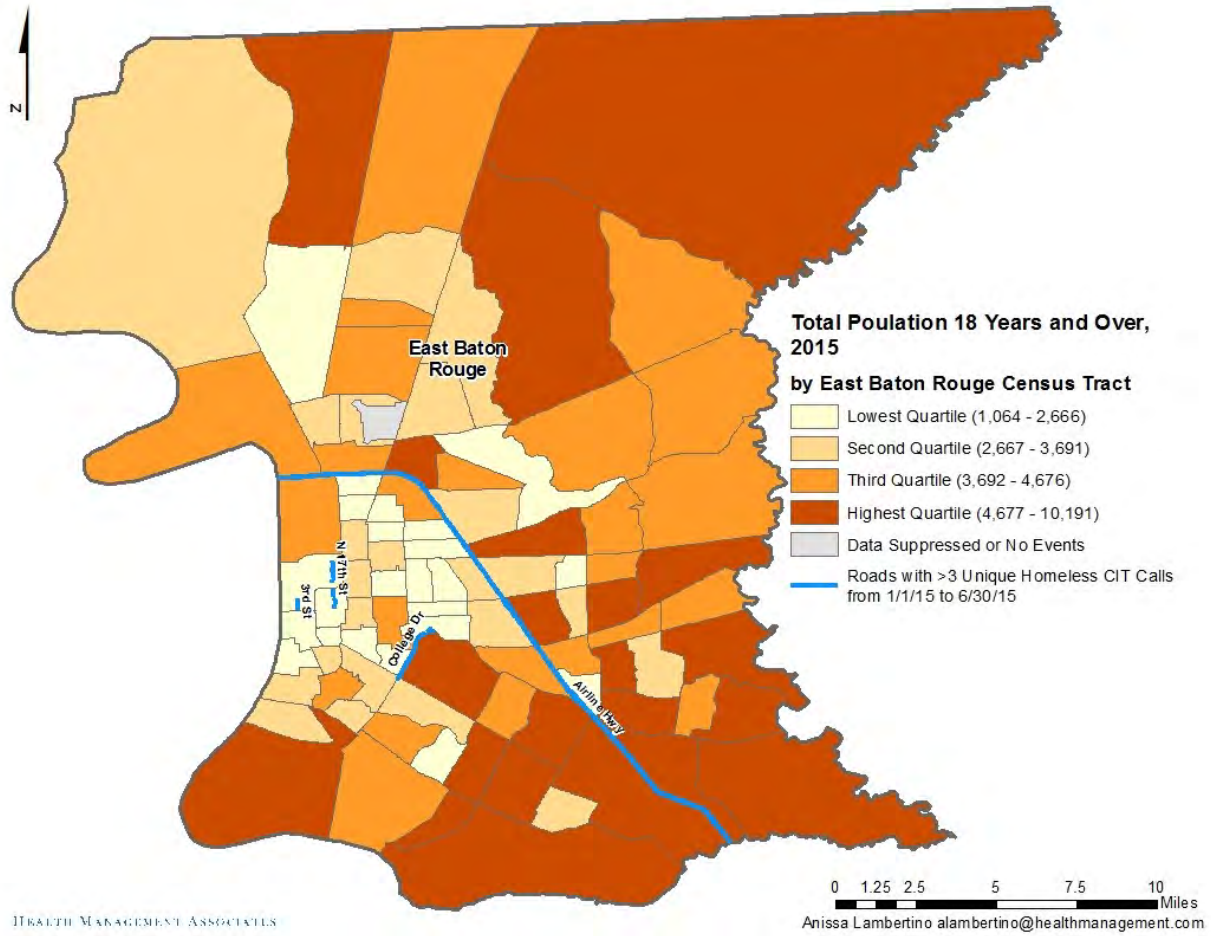 N
East Baton
Rouge
N 17th St
3rd St
College Dr
Airline Hwy
Total Poulation 18 Years and Over,
2015
by East Baton Rouge Census Tract
Lowest Quartile (1,064 - 2,666)
Second Quartile (2,667 - 3,691)
Third Quartile (3,692 - 4,676)
Highest Quartile (4,677 - 10,191)
Data Suppressed or No Events
Roads with >3 Unique Homeless CIT Calls
from 1/1/15 to 6/30/15
0 1.25 2.5 5 7.5 10
Miles
HEALTH MANAGEMENT ASSOCIATES
Anissa Lambertino alambertino@healthmanagement.com